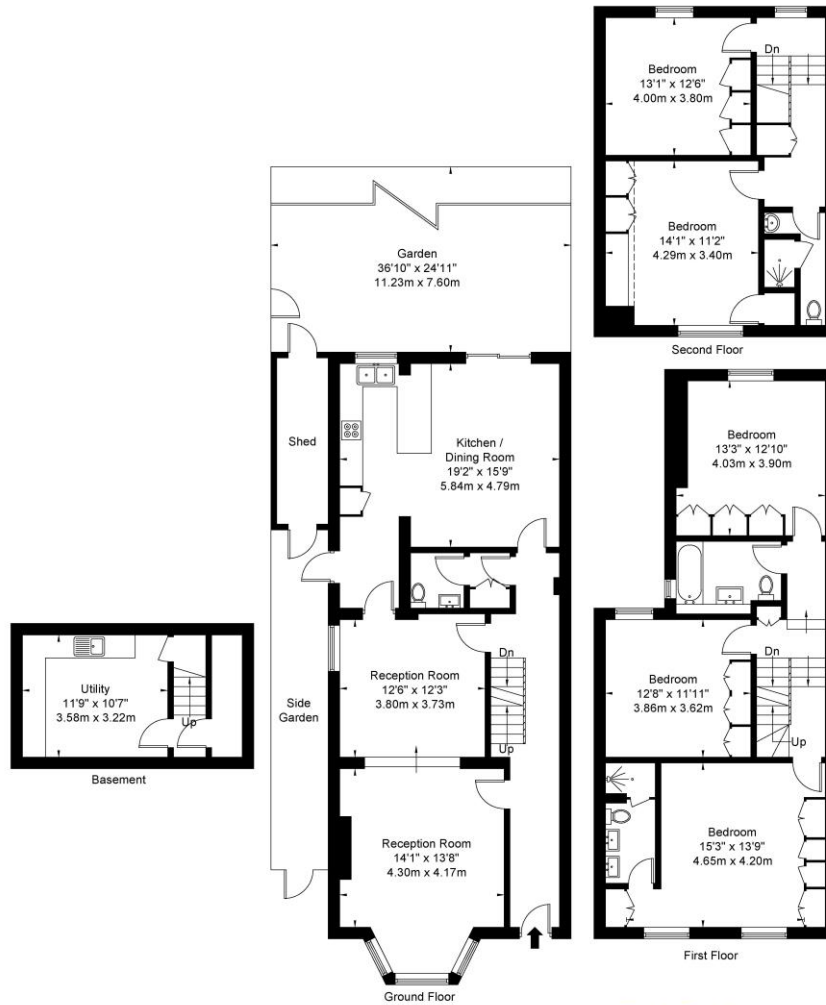 Bedroom
13'1" x 12'6"
4.00m x 3.80m
Dn
Bedroom
14'1" x 11'2"
4.29m x 3.40m
Second Floor
Garden
36'10" x 24'11"
11.23m x 7.60m
Shed
Kitchen /
Dining Room
19'2" x 15'9"
5.84m x 4.79m
Reception Room
12'6" x 12'3"
3.80m x 3.73m
Dn
Up
Side
Garden
Reception Room
14'1" x 13'8"
4.30m x 4.17m
Ground Floor
Utility
11'9" x 10'7"
3.58m x 3.22m
Up
Basement
Bedroom
13'3" x 12'10"
4.03m x 3.90m
Bedroom
12'8" x 11'11"
3.86m x 3.62m
Dn
Up
Bedroom
15'3" x 13'9"
4.65m x 4.20m
First Floor